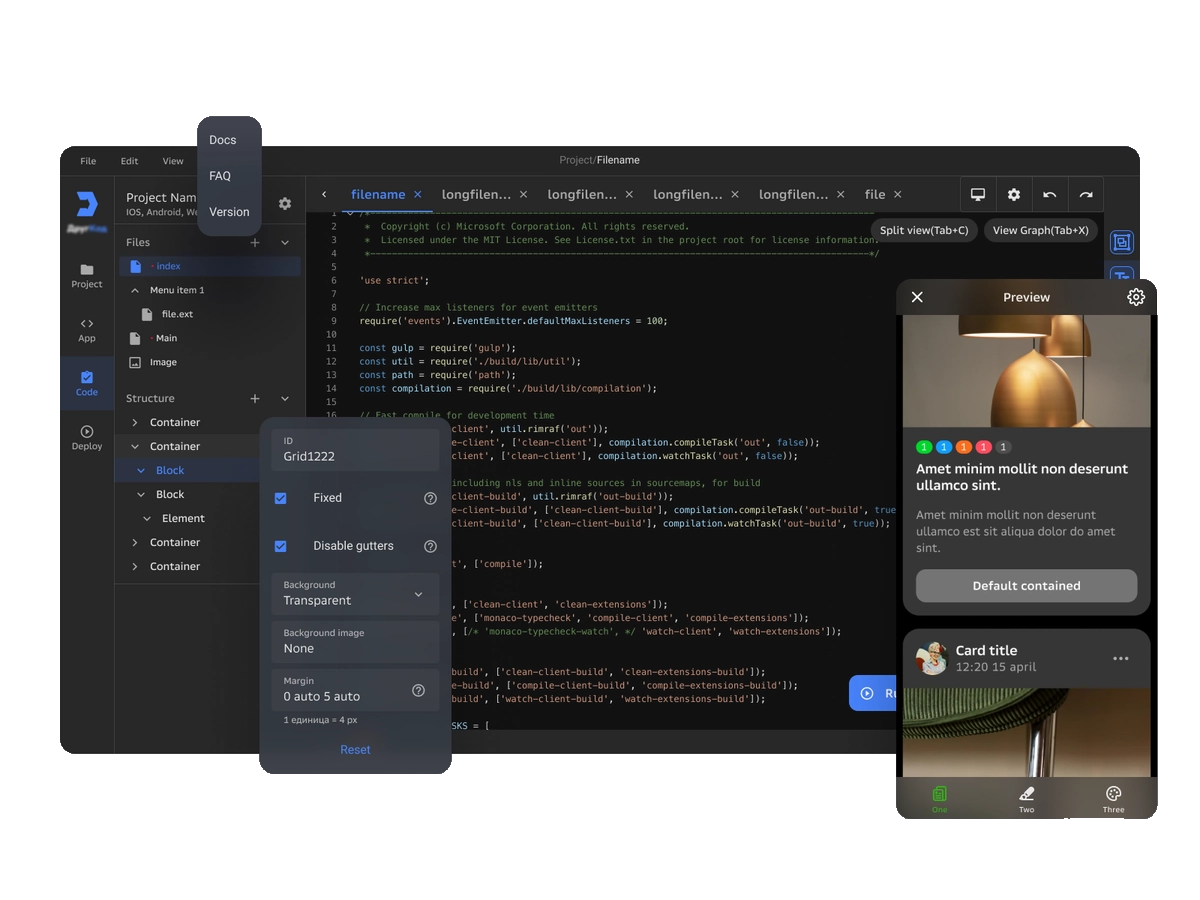 Docs
FAQ
Version
File
Edit
View
Project/Filename
Project Nam
IOS, Android, We
Files
index
Menu item 1
file.ext
Main
Image
Structure
Container
Container
Block
Block
Element
Container
Container
Project
App
Code
Deploy
filename
longfilen...
longfilen...
longfilen...
longfilen...
file
Split view(Tab+C)
View Graph(Tab+X)
1 /*
2 *  Copyright (c) Microsoft Corporation. All rights reserved.
3 *  Licensed under the MIT License. See License.txt in the project root for license information.
4 *--------------------------------------------------------------------------------------------*/
5
6 'use strict';
7
8 // Increase max listeners for event emitters
9 require('events').EventEmitter.defaultMaxListeners = 100;
10
11 const gulp = require('gulp');
12 const util = require('./build/lib/util');
13 const path = require('path');
14 const compilation = require('./build/lib/compilation');
15
16 // Fast compile for development time
client', util.rimraf('out'));
e-client', ['clean-client'], compilation.compileTask('out', false));
client', ['clean-client'], compilation.watchTask('out', false));
including nls and inline sources in sourcemaps, for build
client-build', util.rimraf('out-build'));
e-client-build', ['clean-client-build'], compilation.compileTask('out-build', true
client-build', ['clean-client-build'], compilation.watchTask('out-build', true));
t', ['compile']);
, ['clean-client', 'clean-extensions']);
e', ['monaco-typecheck', 'compile-client', 'compile-extensions']);
, [/* 'monaco-typecheck-watch', */ 'watch-client', 'watch-extensions']);
build', ['clean-client-build', 'clean-extensions-build']);
e-build', ['compile-client-build', 'compile-extensions-build']);
build', ['watch-client-build', 'watch-extensions-build']);
SKS = [
ID
Grid1222
Fixed
Disable gutters
Background
Transparent
Background image
None
Margin
0 auto 5 auto
1 единица = 4 px
Reset
Ru
Preview
1 1 1 1 1
Amet minim mollit non deserunt
ullamco sint.
Amet minim mollit non deserunt
ullamco est sit aliqua dolor do amet
sint.
Default contained
Card title
12:20 15 april
One
Two
Three